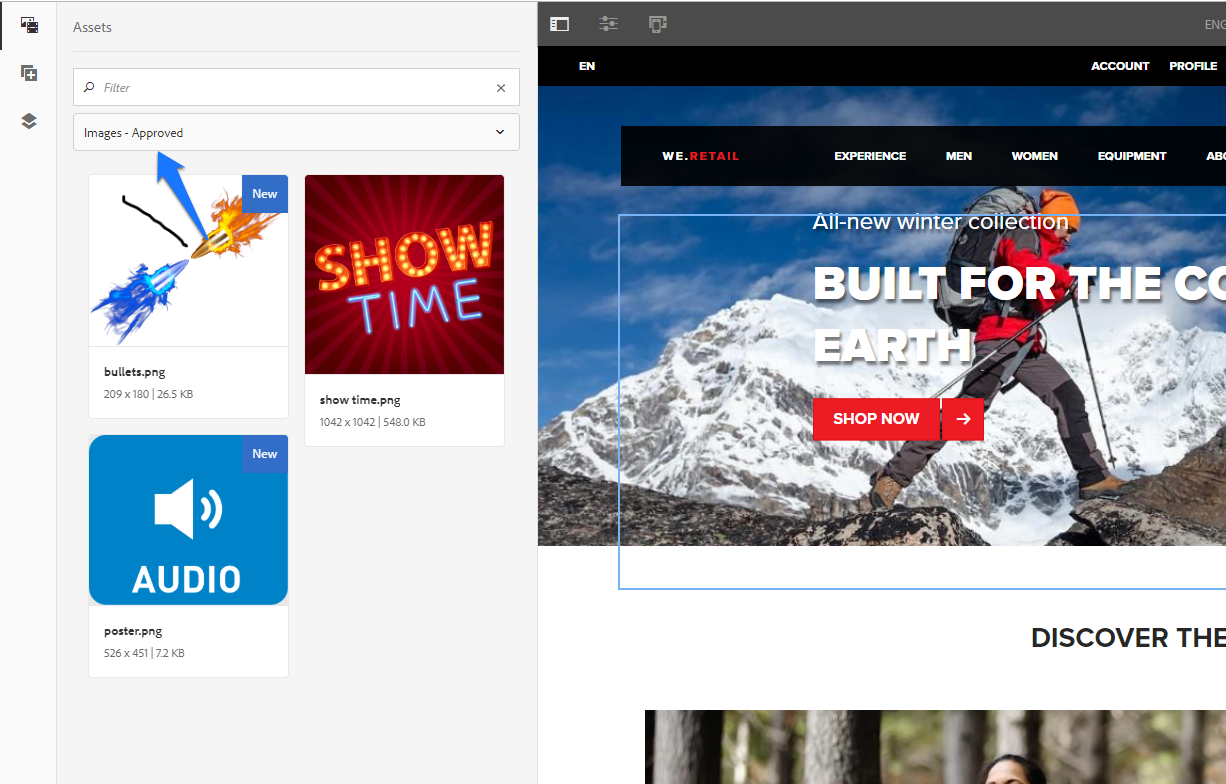 Assets
Filter
Images - Approved
New
bullets.png
209 x 180 | 26.5 KB
SHOW
TIME
show time.png
1042 x 1042 | 548.0 KB
New
AUDIO
poster.png
526 x 451 | 7.2 KB
ENG
EN
ACCOUNT PROFILE
WE.RETAIL EXPERIENCE MEN WOMEN EQUIPMENT
All-new winter collection
BUILT FOR THE
EARTH
SHOP NOW
DISCOVER THE